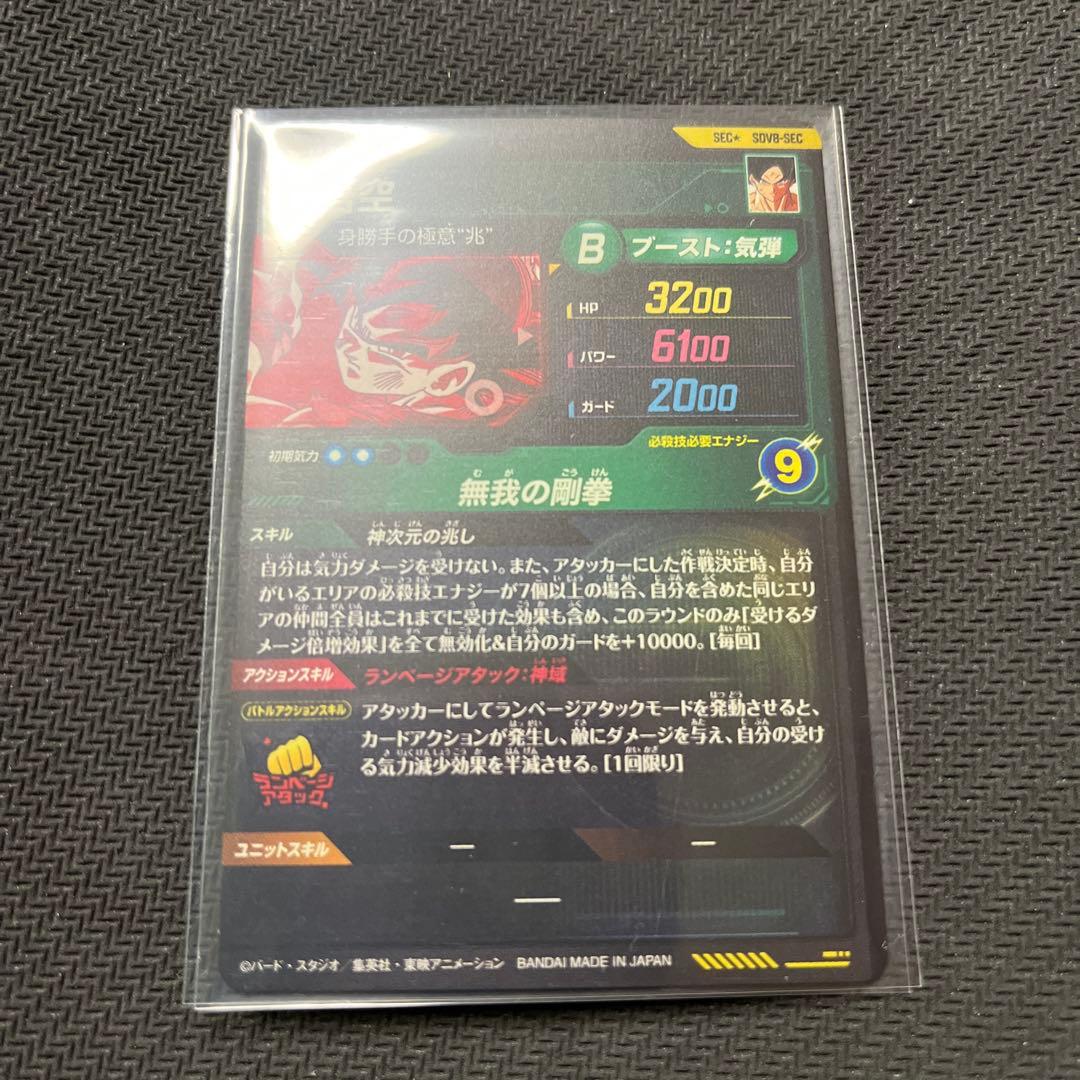 SEC★ SDV8-SEC
空
身勝手の極意"兆"
B ブースト:気弾
HP 3200
パワー 6100
ガード 2000
初期気力
必殺技必要エナジー
9
むが ごうけん
無我の剛拳
スキル 神次元の兆し
自分は気力ダメージを受けない。また、アタッカーにした作戦決定時、自分
がいるエリアの必殺技エナジーが7個以上の場合、自分を含めた同じエリ
アの仲間全員はこれまでに受けた効果も含め、このラウンドのみ「受けるダ
メージ倍増効果」を全て無効化&自分のガードを+10000。[毎回]
アクションスキル ランページアタック:神域
バトルアクションスキル
アタッカーにしてランページアタックモードを発動させると、
カードアクションが発生し、敵にダメージを与え、自分の受け
る気力減少効果を半減させる。[1回限り]
ランページ
アタック
ユニットスキル ー ー
ー
©バード・スタジオ/集英社・東映アニメーション BANDAI MADE IN JAPAN